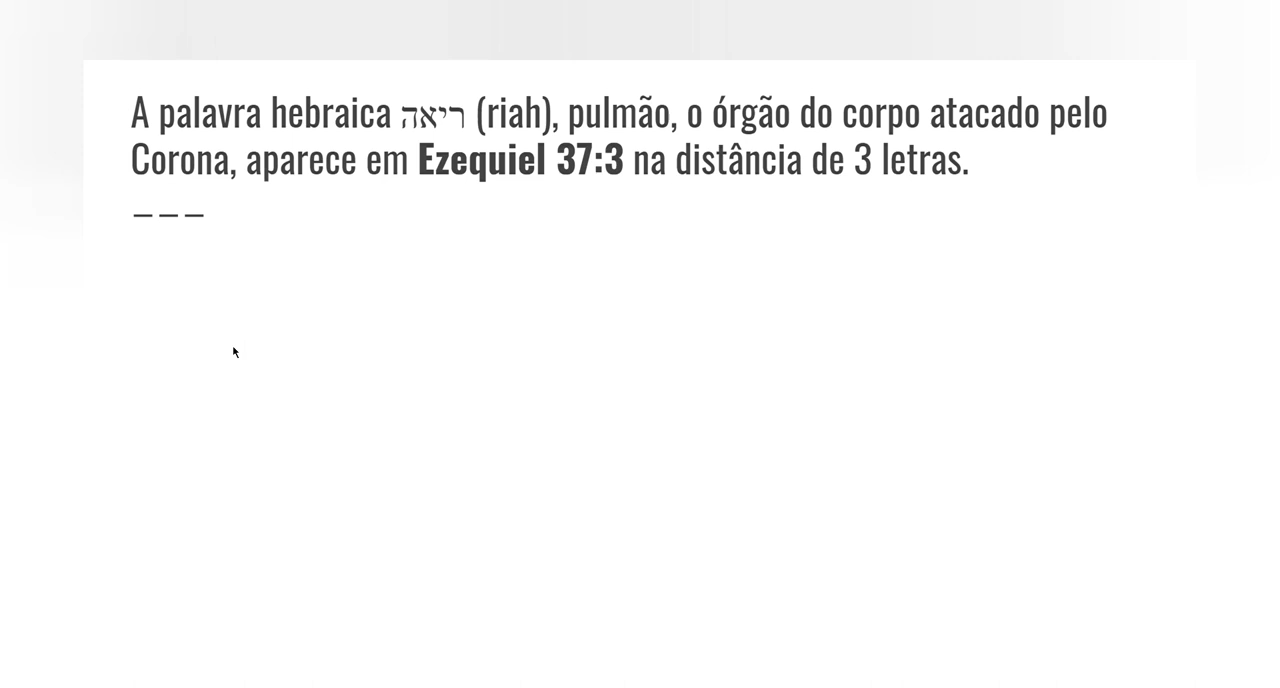 A palavra hebraica ריאה (riah), pulmão, o órgão do corpo atacado pelo
Corona, aparece em Ezequiel 37:3 na distância de 3 letras.
———